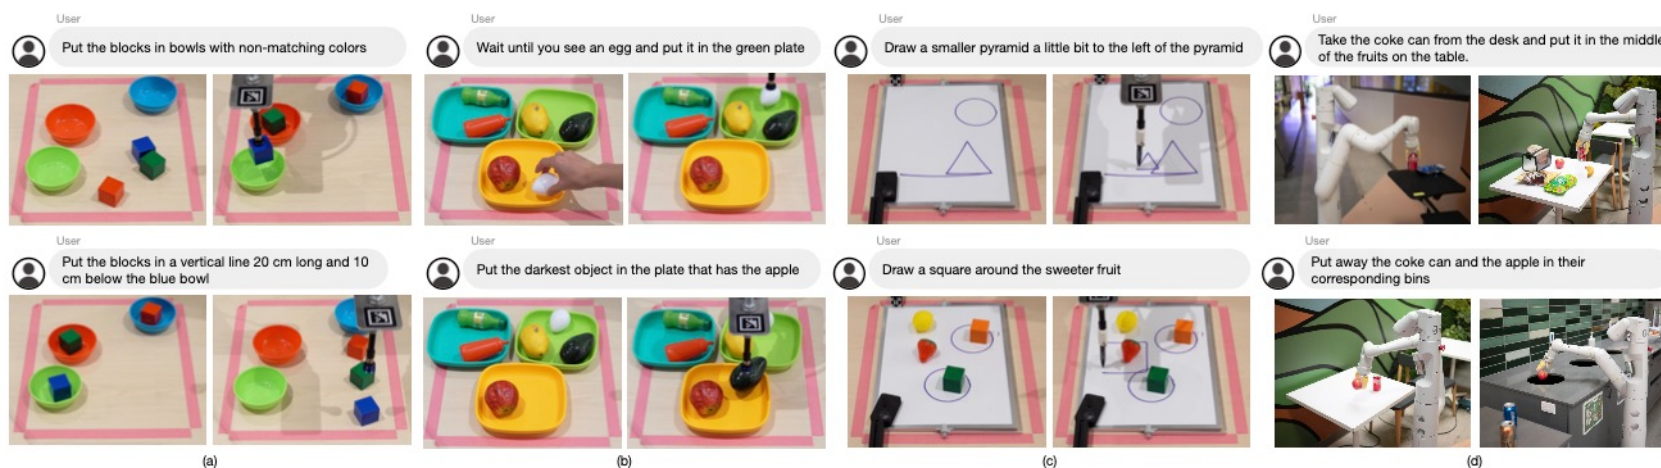 User
Put the blocks in bowls with non-matching colors
User
Wait until you see an egg and put it in the green plate
User
Draw a smaller pyramid a little bit to the left of the pyramid
User
Take the coke can from the desk and put it in the middle
of the fruits on the table.
User
Put the blocks in a vertical line 20 cm long and 10
cm below the blue bowl
User
Put the darkest object in the plate that has the apple
User
Draw a square around the sweeter fruit
User
Put away the coke can and the apple in their
corresponding bins
(a)
(b)
(c)
(d)